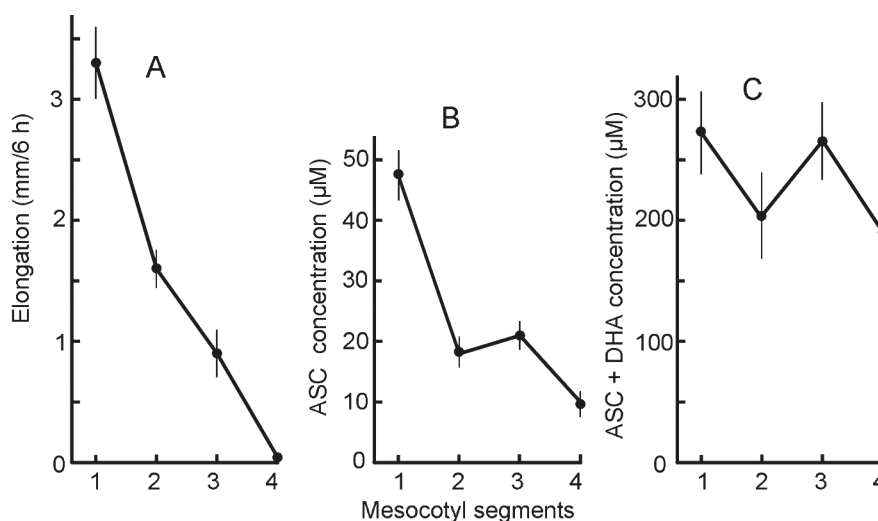 A
Elongation (mm/6 h)
3
2
1
0
1 2 3 4
B
ASC concentration (µM)
50
40
30
20
10
0
1 2 3 4
Mesocotyl segments
C
ASC + DHA concentration (µM)
300
200
100
0
1 2 3 4